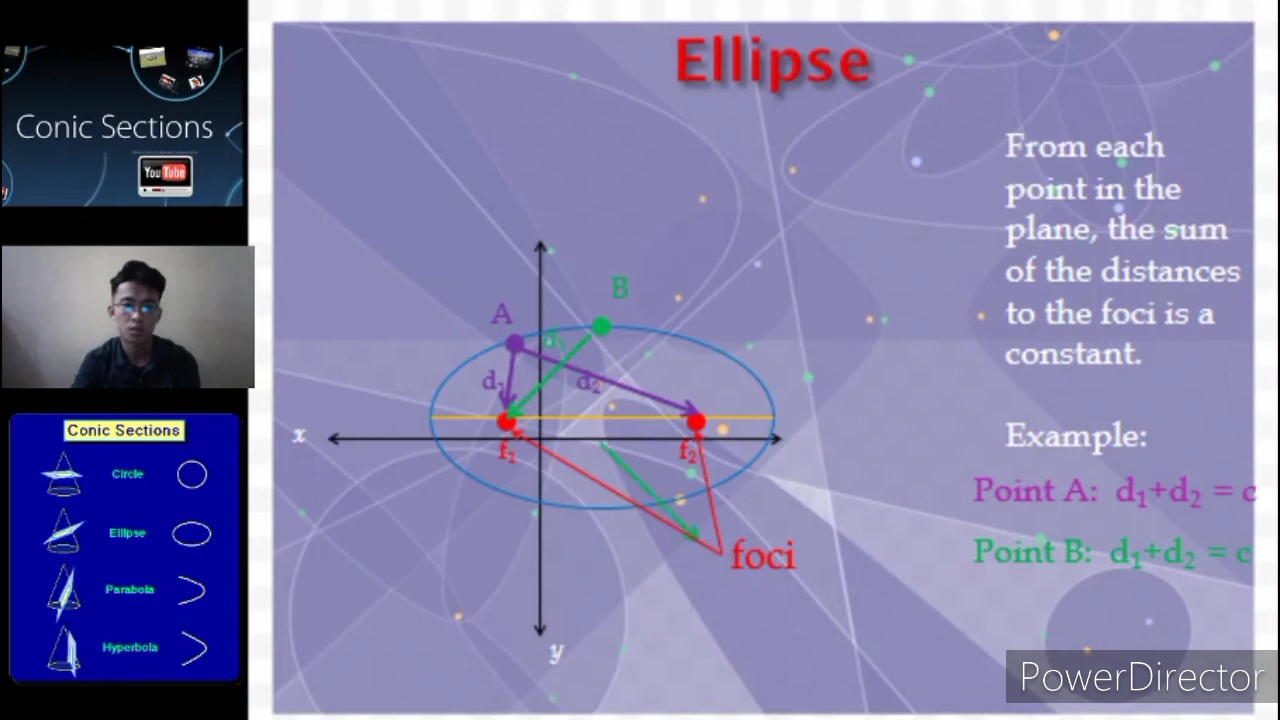 Conic Sections
YouTube
Conic Sections
Circle
Ellipse
Parabola
Hyperbola
Ellipse
From each
point in the
plane, the sum
of the distances
to the foci is a
constant.
Example:
Point A: d₁+d₂ = c
Point B: d₁+d₂ = c
A
B
d₁
d₂
x
f₁
f₂
foci
y
PowerDirector